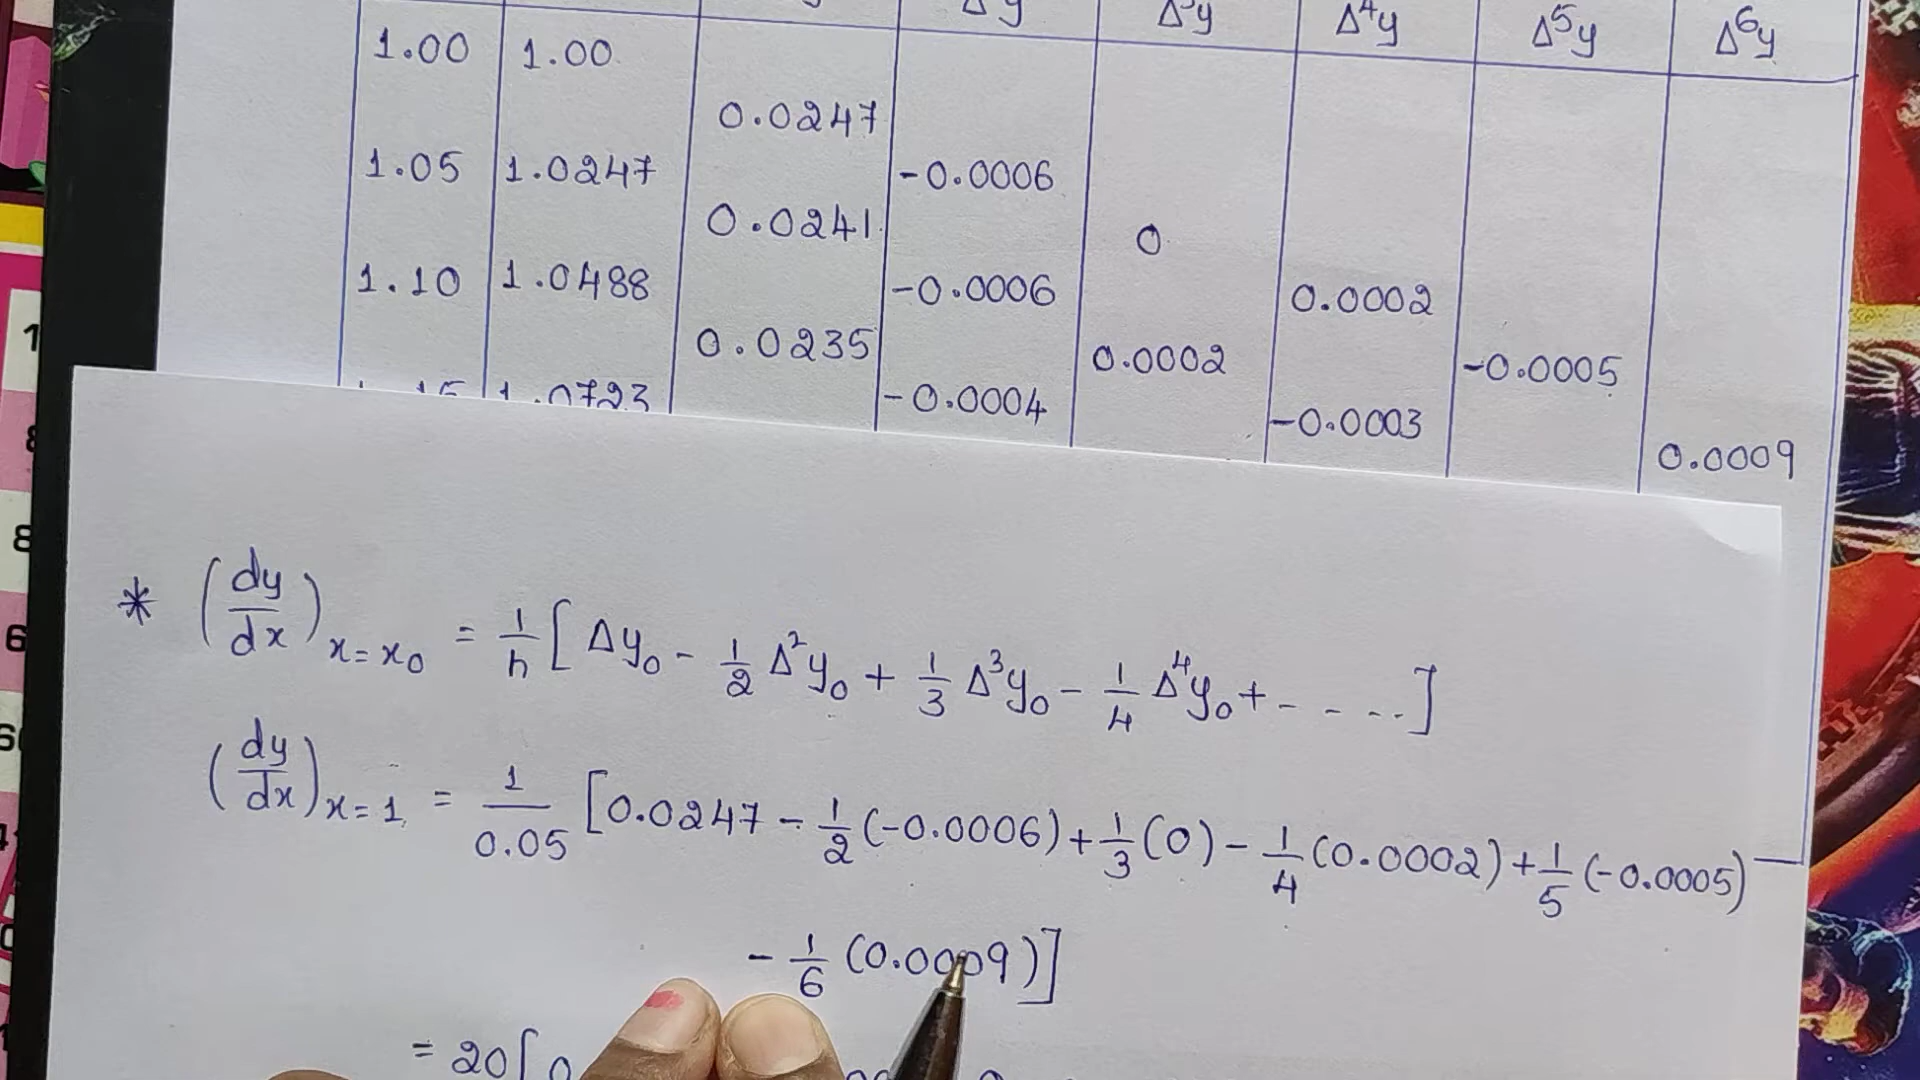 Δ³y Δ⁴y Δ⁵y Δ⁶y
1.00 1.00
0.0247
1.05 1.0247 -0.0006
0.0241 0
1.10 1.0488 -0.0006 0.0002
0.0235 0.0002 -0.0005
1.0723 -0.0004 -0.0003
0.0009
* (dy/dx)x=x₀ = 1/h [Δy₀ - 1/2 Δ²y₀ + 1/3 Δ³y₀ - 1/4 Δ⁴y₀ + - - - -]
(dy/dx)x=1 = 1/0.05 [0.0247 - 1/2 (-0.0006) + 1/3 (0) - 1/4 (0.0002) + 1/5 (-0.0005)
- 1/6 (0.0009)]
= 20[0